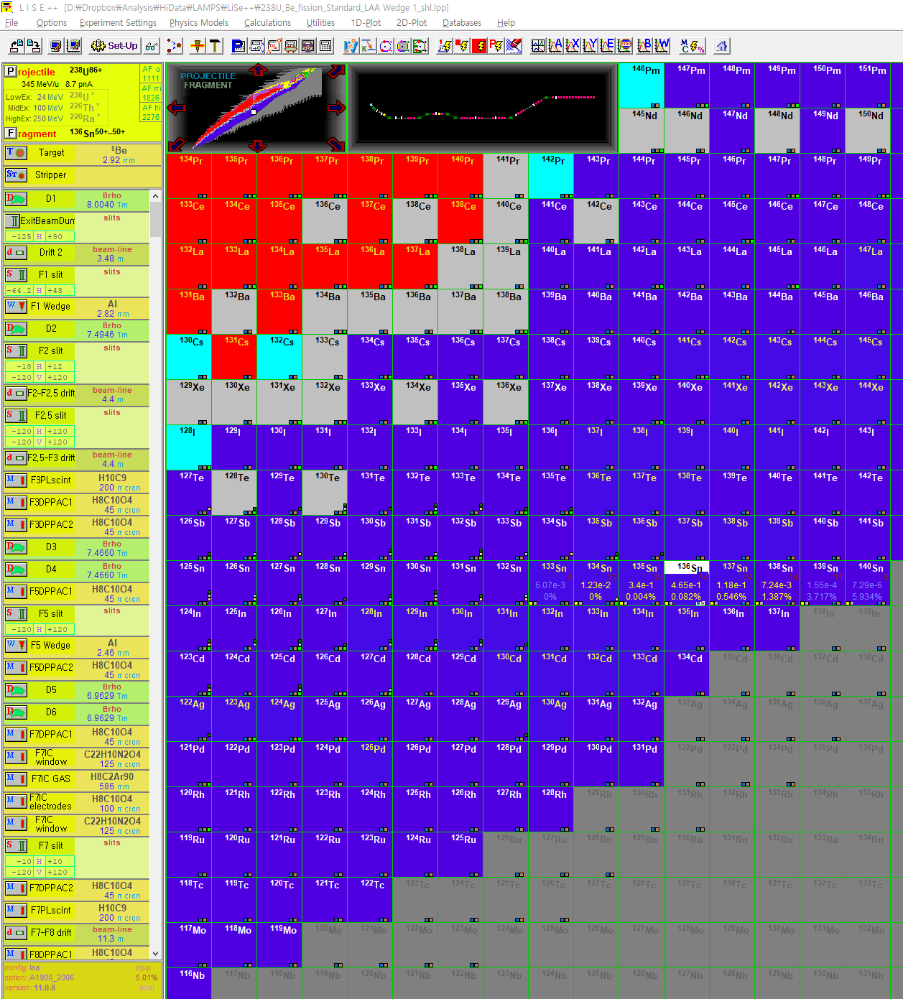 L I S E ++   [D:₩Dropbox₩Analysis₩HiData₩LAMPS₩LiSe++₩238U_Be_fission_Standard_LAA Wedge 1_shl.lpp]
File Options Experiment Settings Physics Models Calculations Utilities 1D-Plot 2D-Plot Databases Help
Set-Up
P rojectile 238U86+
345 MeV/u 8.7 pnA
AF o
1111
LowEx: 24 MeV 236U*
AF mi
1826
MidEx: 100 MeV 226Th*
AF hi
2276
HighEx: 250 MeV 220Ra*
F ragment 136Sn50+..50+
PROJECTILE
FRAGMENT
T Target 9Be
2.92 mm
ST Stripper
D D1 Brho
8.0040 Tm
ExitBeamDum slits
-125 H +90
d Drift 2 beam-line
3.48 m
S F1 slit slits
-64.2 H +43
W F1 Wedge Al
2.82 mm
D D2 Brho
7.4946 Tm
S F2 slit slits
-18 H +12
-120 V +120
d F2-F2,5 drift beam-line
4.4 m
S F2,5 slit slits
-120 H +120
-120 V +120
d F2,5-F3 drift beam-line
4.4 m
M F3PLscint H10C9
200 micron
M F3DPPAC1 H8C10O4
45 micron
M F3DPPAC2 H8C10O4
45 micron
D D3 Brho
7.4660 Tm
D D4 Brho
7.4660 Tm
M F5DPPAC1 H8C10O4
45 micron
S F5 slit slits
-120 H +120
W F5 Wedge Al
2.46 mm
M F5DPPAC2 H8C10O4
45 micron
D D5 Brho
6.9629 Tm
D D6 Brho
6.9629 Tm
M F7DPPAC1 H8C10O4
45 micron
M F7IC window C22H10N2O4
125 micron
M F7IC GAS H8C2Ar90
586 mm
M F7IC electrodes H8C10O4
100 micron
M F7IC window C22H10N2O4
125 micron
S F7 slit slits
-10 H +10
-120 V +120
M F7DPPAC2 H8C10O4
45 micron
M F7PLscint H10C9
200 micron
d F7-F8 drift beam-line
11.3 m
M F8DPPAC1 H8C10O4
config: laa dp/p
option: A1900_2006 5.01%
version: 11.0.8 total
146Pm 147Pm 148Pm 149Pm 150Pm 151Pm
145Nd 146Nd 147Nd 148Nd 149Nd 150Nd
134Pr 135Pr 136Pr 137Pr 138Pr 139Pr 140Pr 141Pr 142Pr 143Pr 144Pr 145Pr 146Pr 147Pr 148Pr 149Pr
133Ce 134Ce 135Ce 136Ce 137Ce 138Ce 139Ce 140Ce 141Ce 142Ce 143Ce 144Ce 145Ce 146Ce 147Ce 148Ce
132La 133La 134La 135La 136La 137La 138La 139La 140La 141La 142La 143La 144La 145La 146La 147La
131Ba 132Ba 133Ba 134Ba 135Ba 136Ba 137Ba 138Ba 139Ba 140Ba 141Ba 142Ba 143Ba 144Ba 145Ba 146Ba
130Cs 131Cs 132Cs 133Cs 134Cs 135Cs 136Cs 137Cs 138Cs 139Cs 140Cs 141Cs 142Cs 143Cs 144Cs 145Cs
129Xe 130Xe 131Xe 132Xe 133Xe 134Xe 135Xe 136Xe 137Xe 138Xe 139Xe 140Xe 141Xe 142Xe 143Xe 144Xe
128I 129I 130I 131I 132I 133I 134I 135I 136I 137I 138I 139I 140I 141I 142I 143I
127Te 128Te 129Te 130Te 131Te 132Te 133Te 134Te 135Te 136Te 137Te 138Te 139Te 140Te 141Te 142Te
126Sb 127Sb 128Sb 129Sb 130Sb 131Sb 132Sb 133Sb 134Sb 135Sb 136Sb 137Sb 138Sb 139Sb 140Sb 141Sb
125Sn 126Sn 127Sn 128Sn 129Sn 130Sn 131Sn 132Sn 133Sn 134Sn 135Sn 136Sn 137Sn 138Sn 139Sn 140Sn
6.07e-3 1.23e-2 3.4e-1 4.65e-1 1.18e-1 7.24e-3 1.55e-4 7.29e-6
0% 0% 0.004% 0.082% 0.546% 1.387% 3.717% 5.934%
124In 125In 126In 127In 128In 129In 130In 131In 132In 133In 134In 135In 136In 137In 138In 139In
123Cd 124Cd 125Cd 126Cd 127Cd 128Cd 129Cd 130Cd 131Cd 132Cd 133Cd 134Cd 135Cd 136Cd 137Cd 138Cd
122Ag 123Ag 124Ag 125Ag 126Ag 127Ag 128Ag 129Ag 130Ag 131Ag 132Ag 133Ag 134Ag 135Ag 136Ag 137Ag
121Pd 122Pd 123Pd 124Pd 125Pd 126Pd 127Pd 128Pd 129Pd 130Pd 131Pd 132Pd 133Pd 134Pd 135Pd 136Pd
120Rh 121Rh 122Rh 123Rh 124Rh 125Rh 126Rh 127Rh 128Rh 129Rh 130Rh 131Rh 132Rh 133Rh 134Rh 135Rh
119Ru 120Ru 121Ru 122Ru 123Ru 124Ru 125Ru 126Ru 127Ru 128Ru 129Ru 130Ru 131Ru 132Ru 133Ru 134Ru
118Tc 119Tc 120Tc 121Tc 122Tc 123Tc 124Tc 125Tc 126Tc 127Tc 128Tc 129Tc 130Tc 131Tc 132Tc 133Tc
117Mo 118Mo 119Mo 120Mo 121Mo 122Mo 123Mo 124Mo 125Mo 126Mo 127Mo 128Mo 129Mo 130Mo 131Mo 132Mo
116Nb 117Nb 118Nb 119Nb 120Nb 121Nb 122Nb 123Nb 124Nb 125Nb 126Nb 127Nb 128Nb 129Nb 130Nb 131Nb